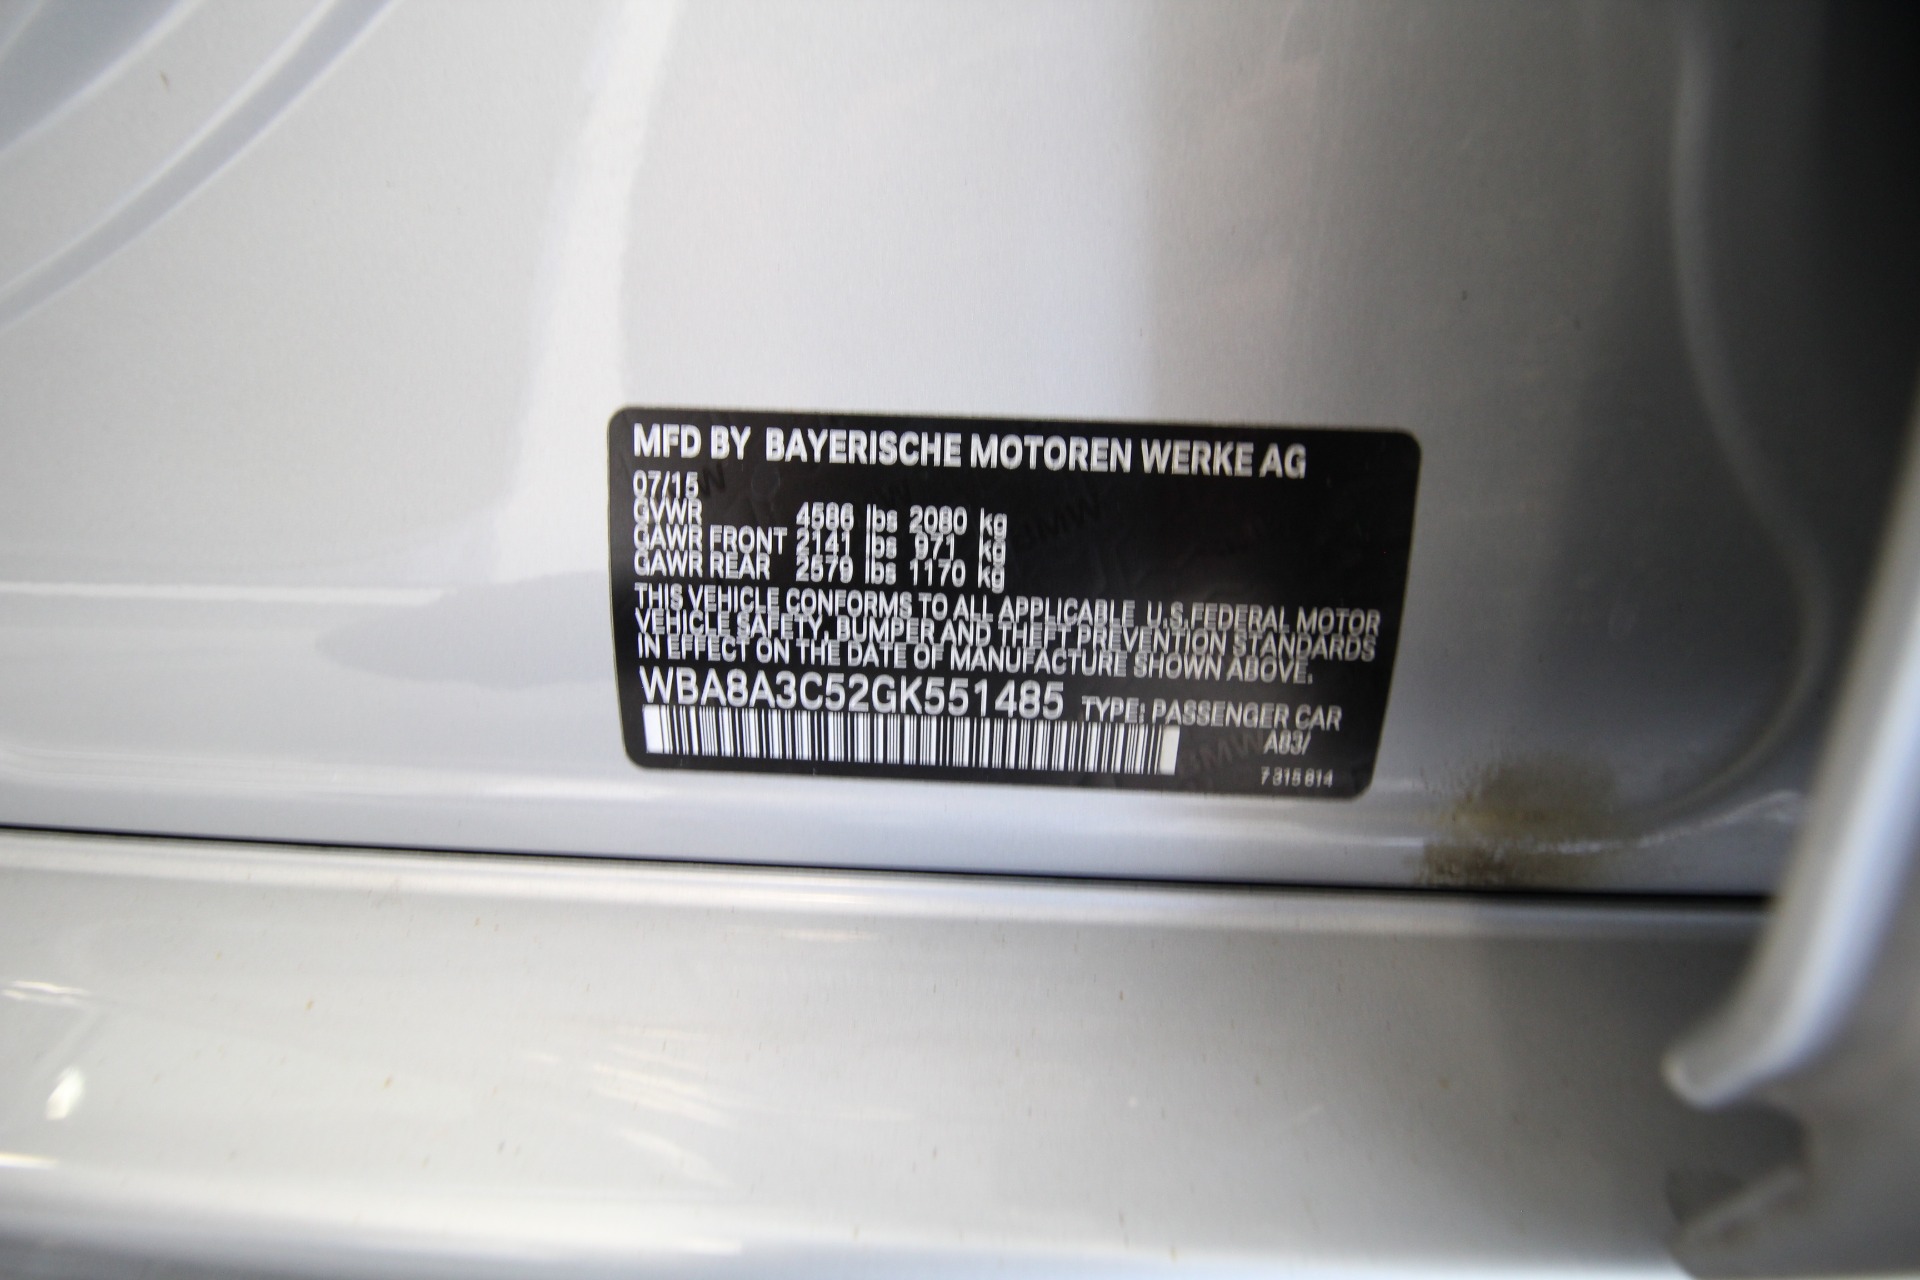 MFD BY BAYERISCHE MOTOREN WERKE AG
07/15
GVWR 4586 lbs 2080 kg
GAWR FRONT 2141 lbs 971 kg
GAWR REAR 2579 lbs 1170 kg
THIS VEHICLE CONFORMS TO ALL APPLICABLE U.S.FEDERAL MOTOR
VEHICLE SAFETY, BUMPER AND THEFT PREVENTION STANDARDS
IN EFFECT ON THE DATE OF MANUFACTURE SHOWN ABOVE.
WBA8A3C52GK551485 TYPE: PASSENGER CAR
A83/
7 315 814